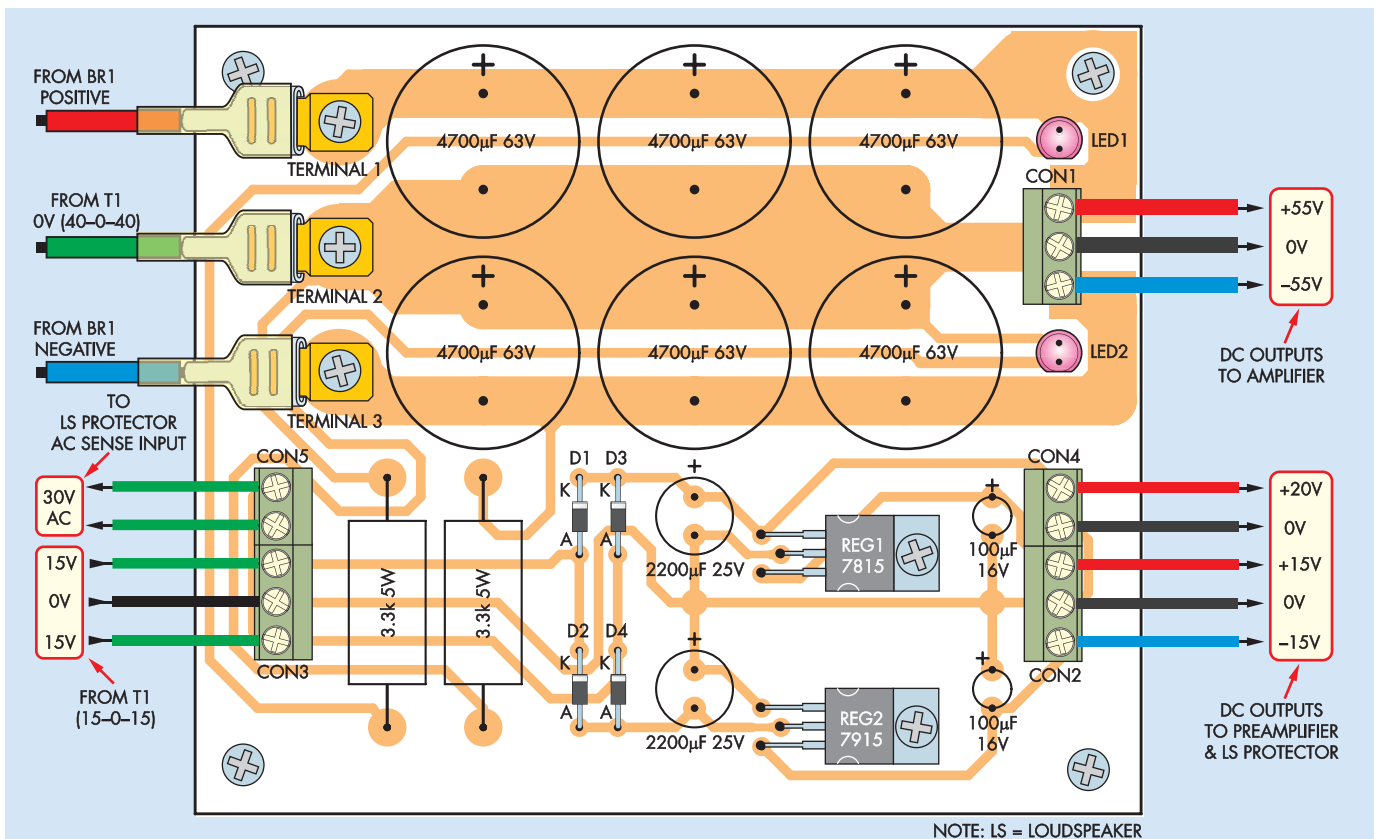 FROM BR1
POSITIVE
TERMINAL 1
FROM T1
0V (40–0–40)
TERMINAL 2
FROM BR1
NEGATIVE
TERMINAL 3
+
4700µF 63V
+
4700µF 63V
+
4700µF 63V
+
4700µF 63V
+
4700µF 63V
+
4700µF 63V
LED1
CON1
+55V
0V
–55V
LED2
DC OUTPUTS
TO AMPLIFIER
TO
LS PROTECTOR
AC SENSE INPUT
CON5
30V
AC
15V
0V
15V
CON3
FROM T1
(15–0–15)
3.3k 5W
3.3k 5W
D1
K
A
D3
K
A
D2
K
A
D4
K
A
+
2200µF 25V
+
2200µF 25V
REG1
7815
REG2
7915
+
100µF
16V
+
100µF
16V
CON4
CON2
+20V
0V
+15V
0V
–15V
DC OUTPUTS
TO PREAMPLIFIER
& LS PROTECTOR
NOTE: LS = LOUDSPEAKER